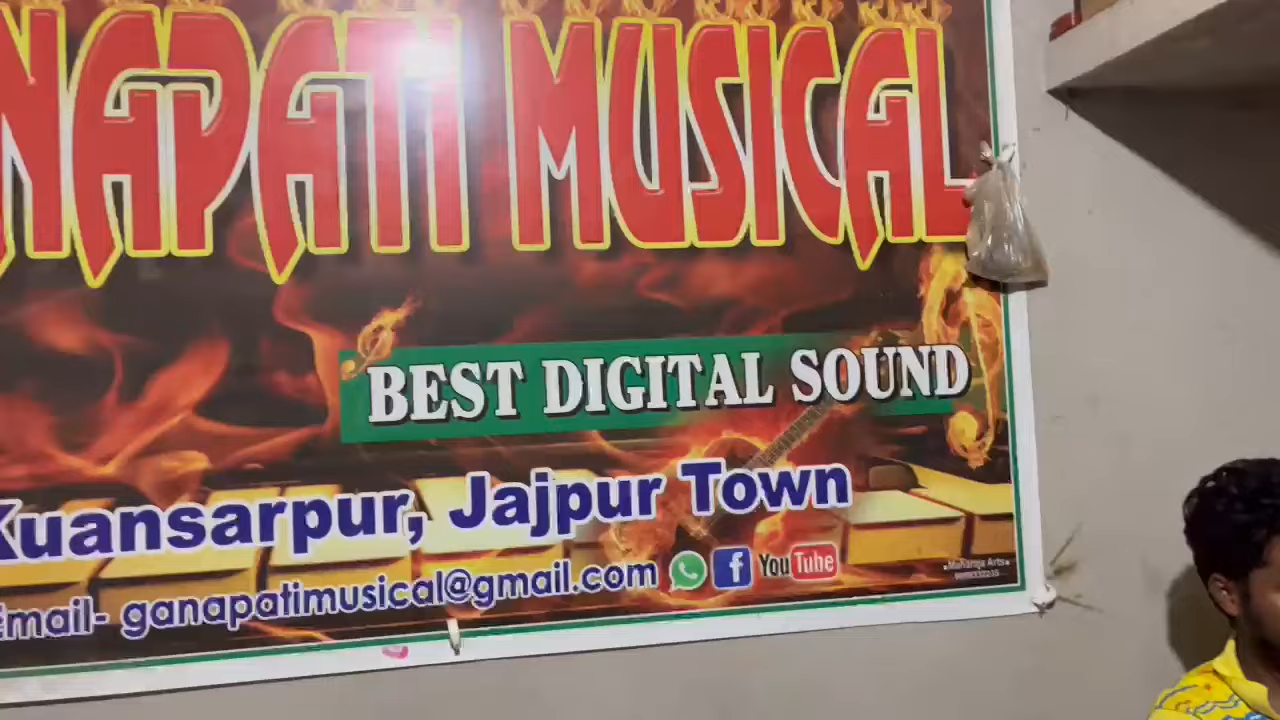 NAPATI MUSICAL
BEST DIGITAL SOUND
Kuansarpur, Jajpur Town
Email- ganapatimusical@gmail.com
YouTube